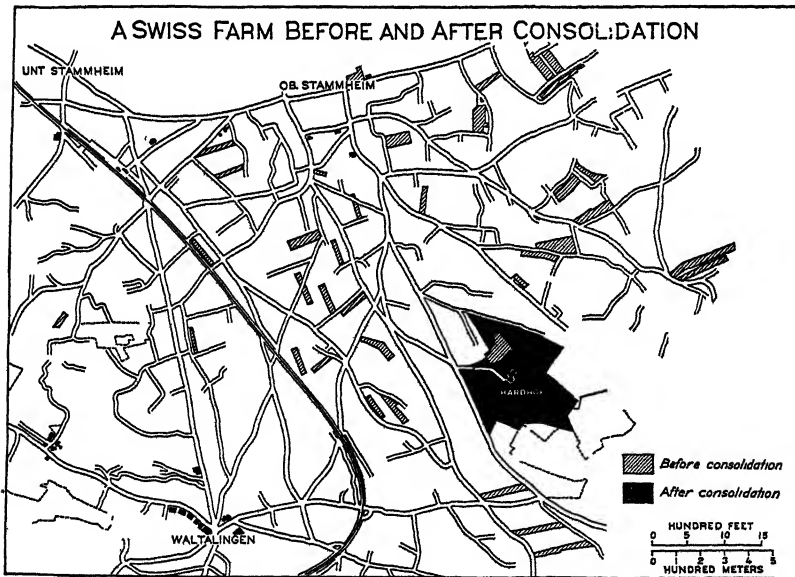 A SWISS FARM BEFORE AND AFTER CONSOLIDATION
UNT STAMMHEIM
OB. STAMMHEIM
HARDHOF
Before consolidation
After consolidation
WALTALINGEN
HUNDRED FEET
0 5 10 15
0 1 2 3 4 5
HUNDRED METERS